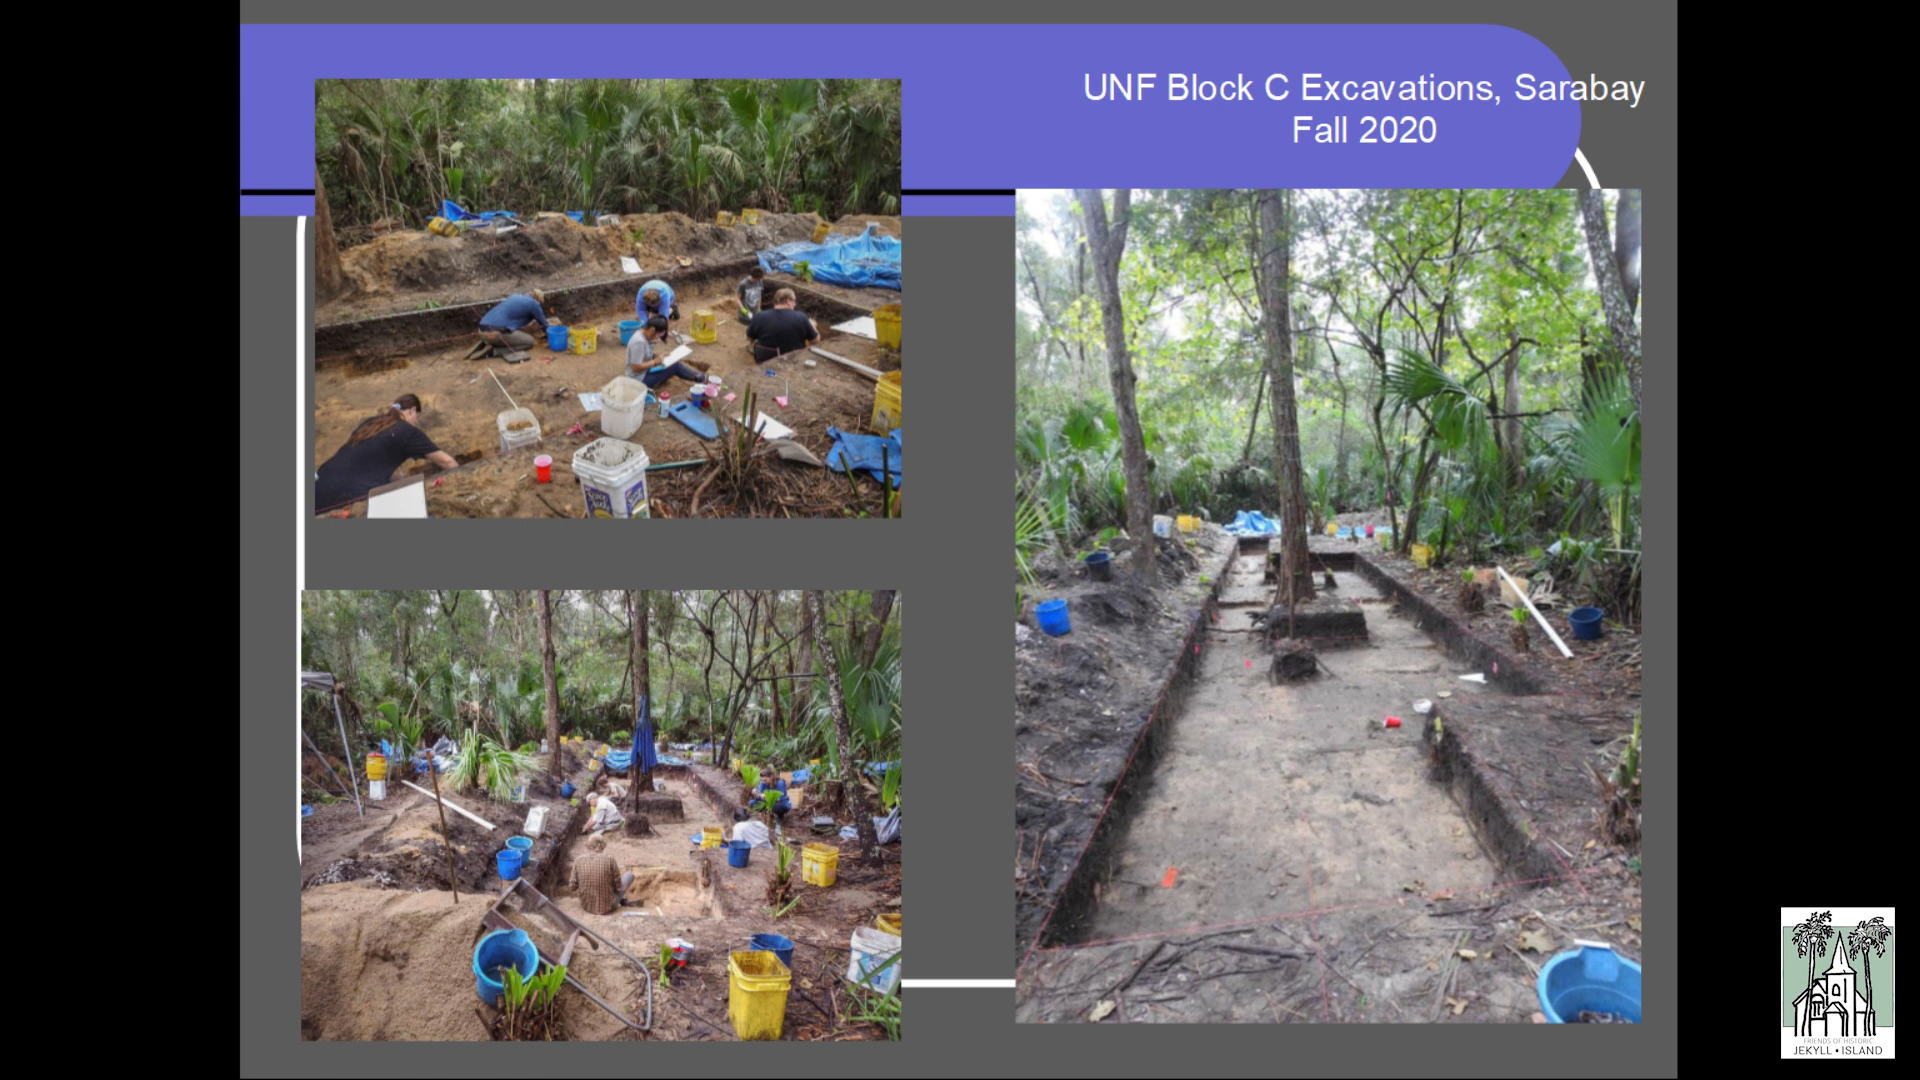 UNF Block C Excavations, Sarabay
Fall 2020
FRIENDS OF HISTORIC
JEKYLL • ISLAND